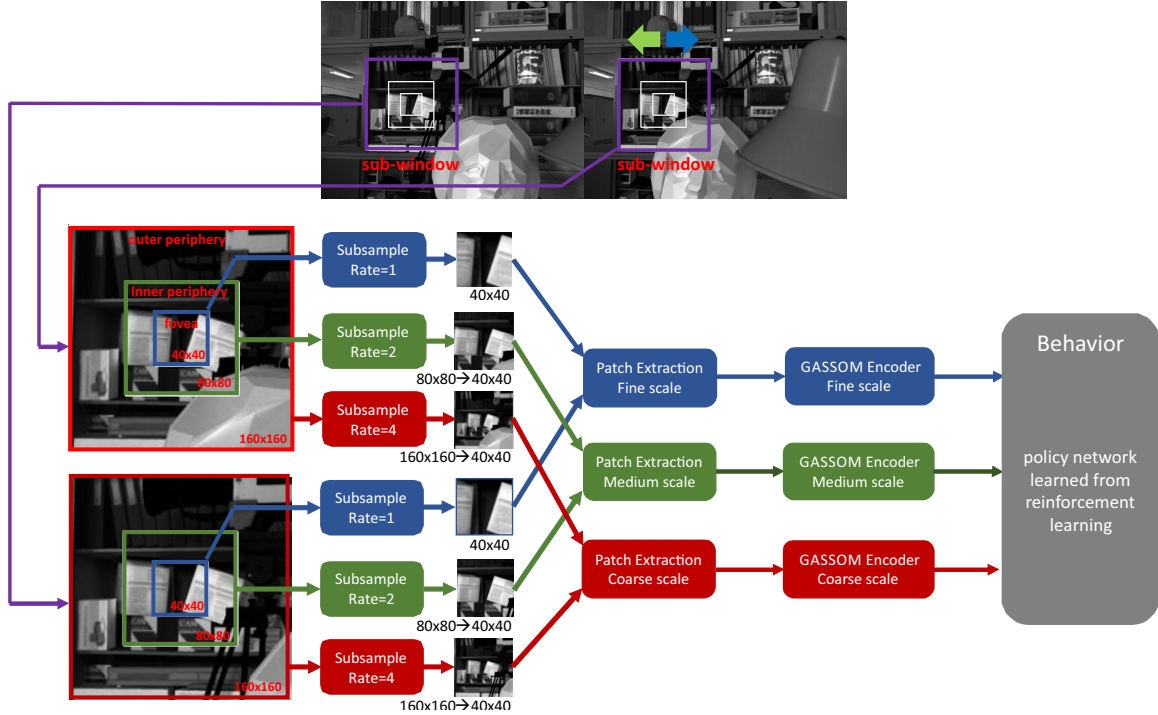 sub-window
sub-window
outer periphery
Inner periphery
fovea
40x40
80x80
160x160
Subsample
Rate=1
40x40
Subsample
Rate=2
80x80→40x40
Subsample
Rate=4
160x160→40x40
40x40
80x80
160x160
Subsample
Rate=1
40x40
Subsample
Rate=2
80x80→40x40
Subsample
Rate=4
160x160→40x40
Patch Extraction
Fine scale
GASSOM Encoder
Fine scale
Patch Extraction
Medium scale
GASSOM Encoder
Medium scale
Patch Extraction
Coarse scale
GASSOM Encoder
Coarse scale
Behavior
policy network
learned from
reinforcement
learning